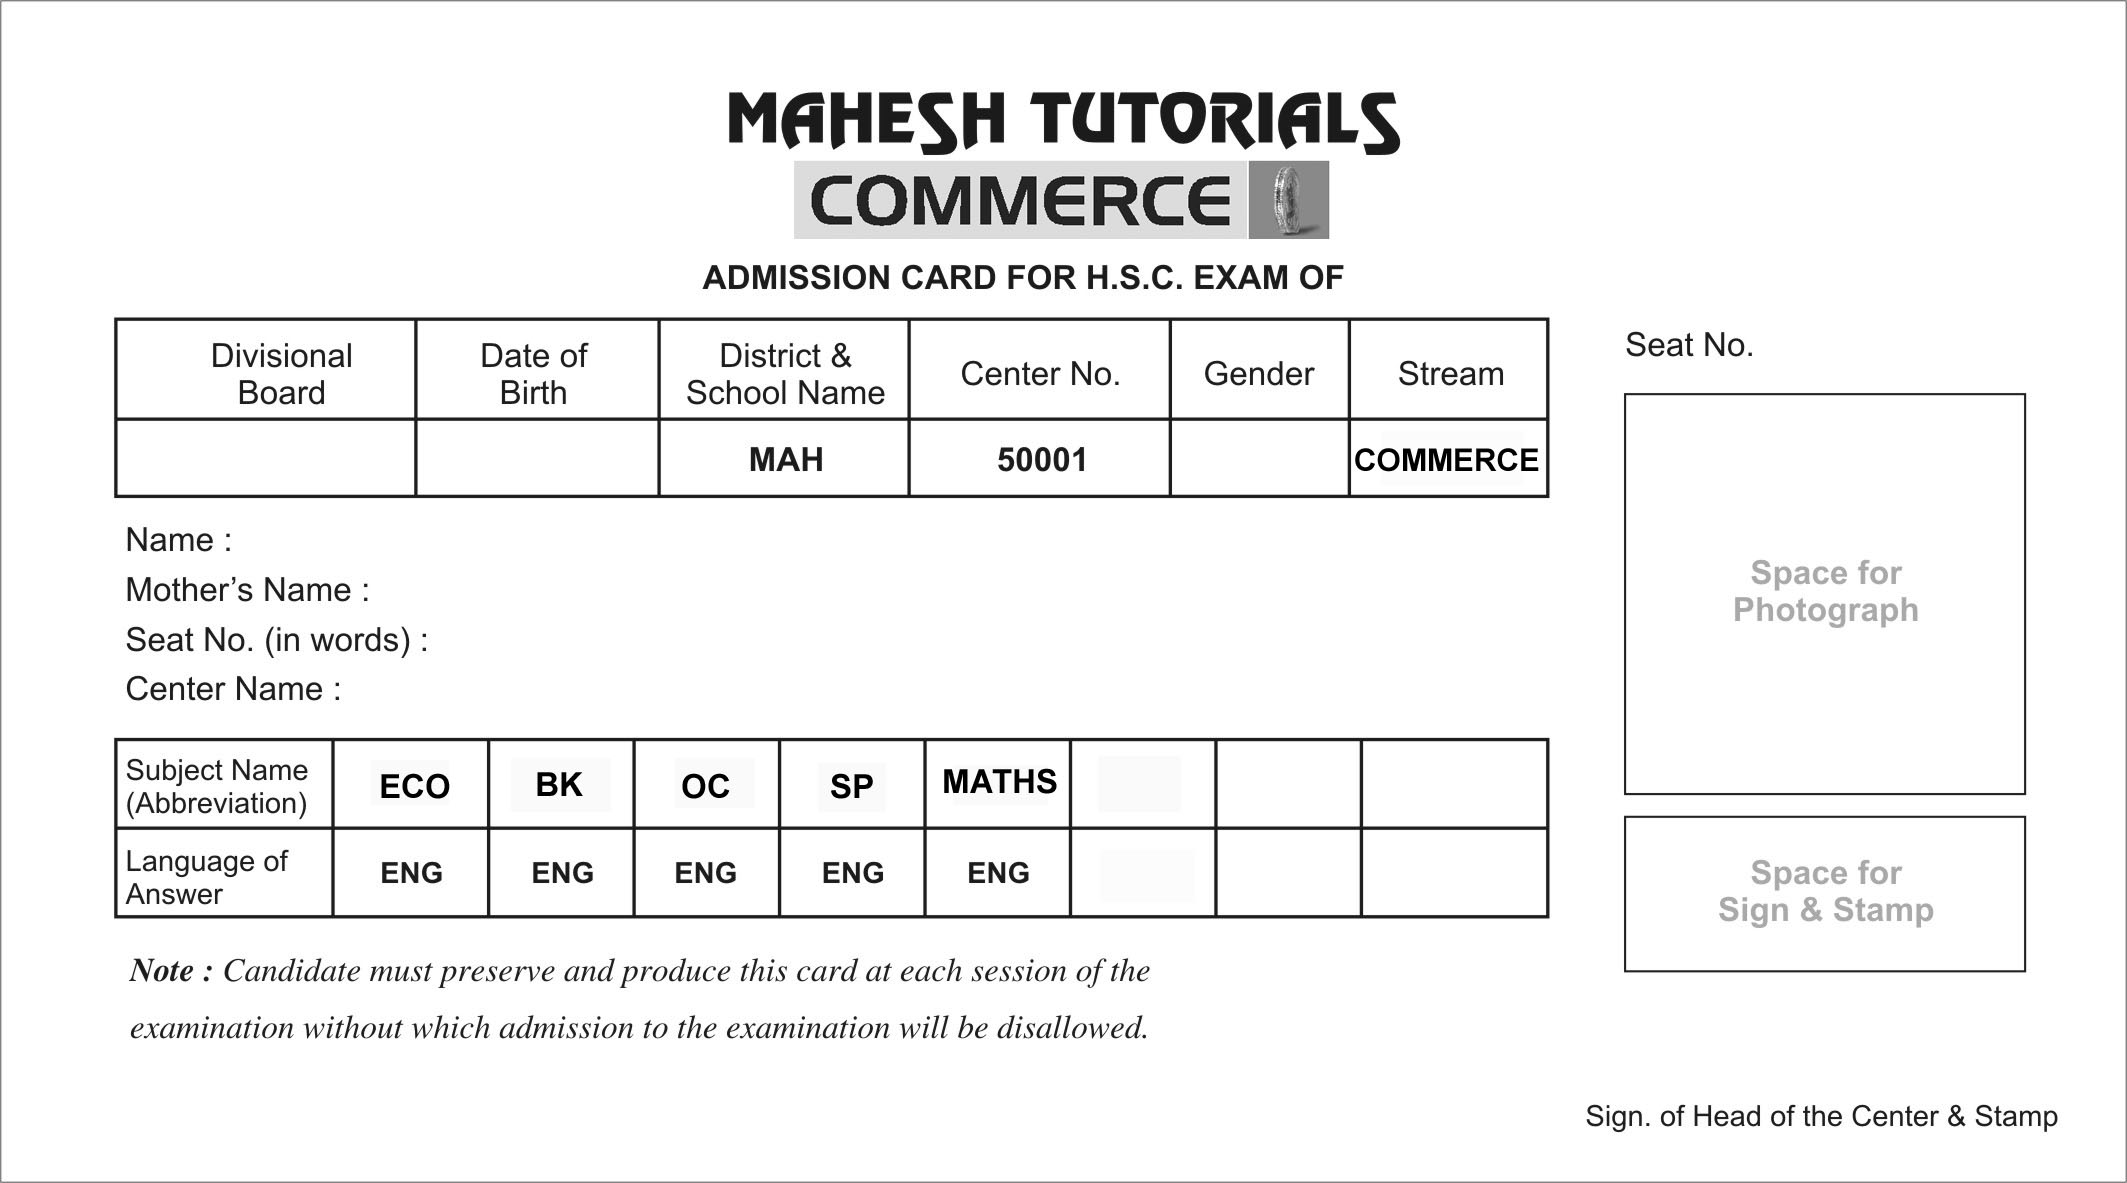 MAHESH TUTORIALS
COMMERCE
ADMISSION CARD FOR H.S.C. EXAM OF
Divisional Board Date of Birth District & School Name Center No. Gender Stream
MAH 50001 COMMERCE
Seat No.
Space for
Photograph
Name :
Mother’s Name :
Seat No. (in words) :
Center Name :
Subject Name (Abbreviation) ECO BK OC SP MATHS
Language of Answer ENG ENG ENG ENG ENG
Space for
Sign & Stamp
Note : Candidate must preserve and produce this card at each session of the
examination without which admission to the examination will be disallowed.
Sign. of Head of the Center & Stamp